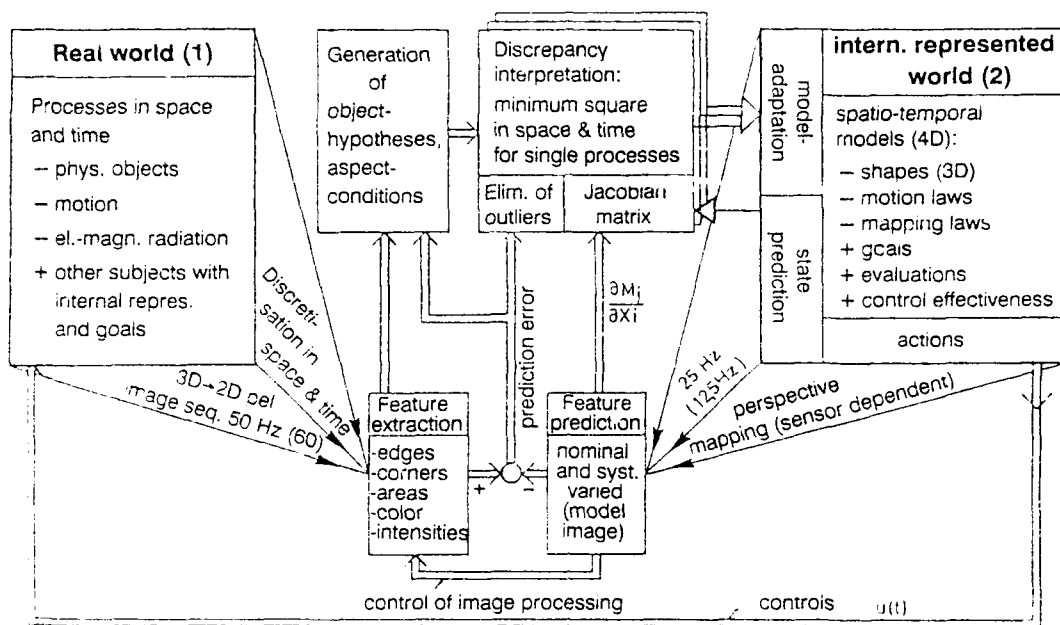 Real world (1)
Processes in space
and time
– phys. objects
– motion
– el.-magn. radiation
+ other subjects with
internal repres.
and goals
Generation
of
object-
hypotheses,
aspect-
conditions
Discrepancy
interpretation:
minimum square
in space & time
for single processes
Elim. of
outliers
Jacobian
matrix
model-
adaptation
state
prediction
intern. represented
world (2)
spatio-temporal
models (4D):
– shapes (3D)
– motion laws
– mapping laws
+ goals
+ evaluations
+ control effectiveness
actions
Discreti-
sation in
space & time
3D→2D pel
image seq. 50 Hz (60)
prediction error
∂Mj
∂Xi
25 Hz
(12.5Hz)
perspective
mapping (sensor dependent)
Feature
extraction
-edges
-corners
-areas
-color
-intensities
+
–
Feature
prediction
nominal
and syst.
varied
(model
image)
control of image processing
controls u(t)